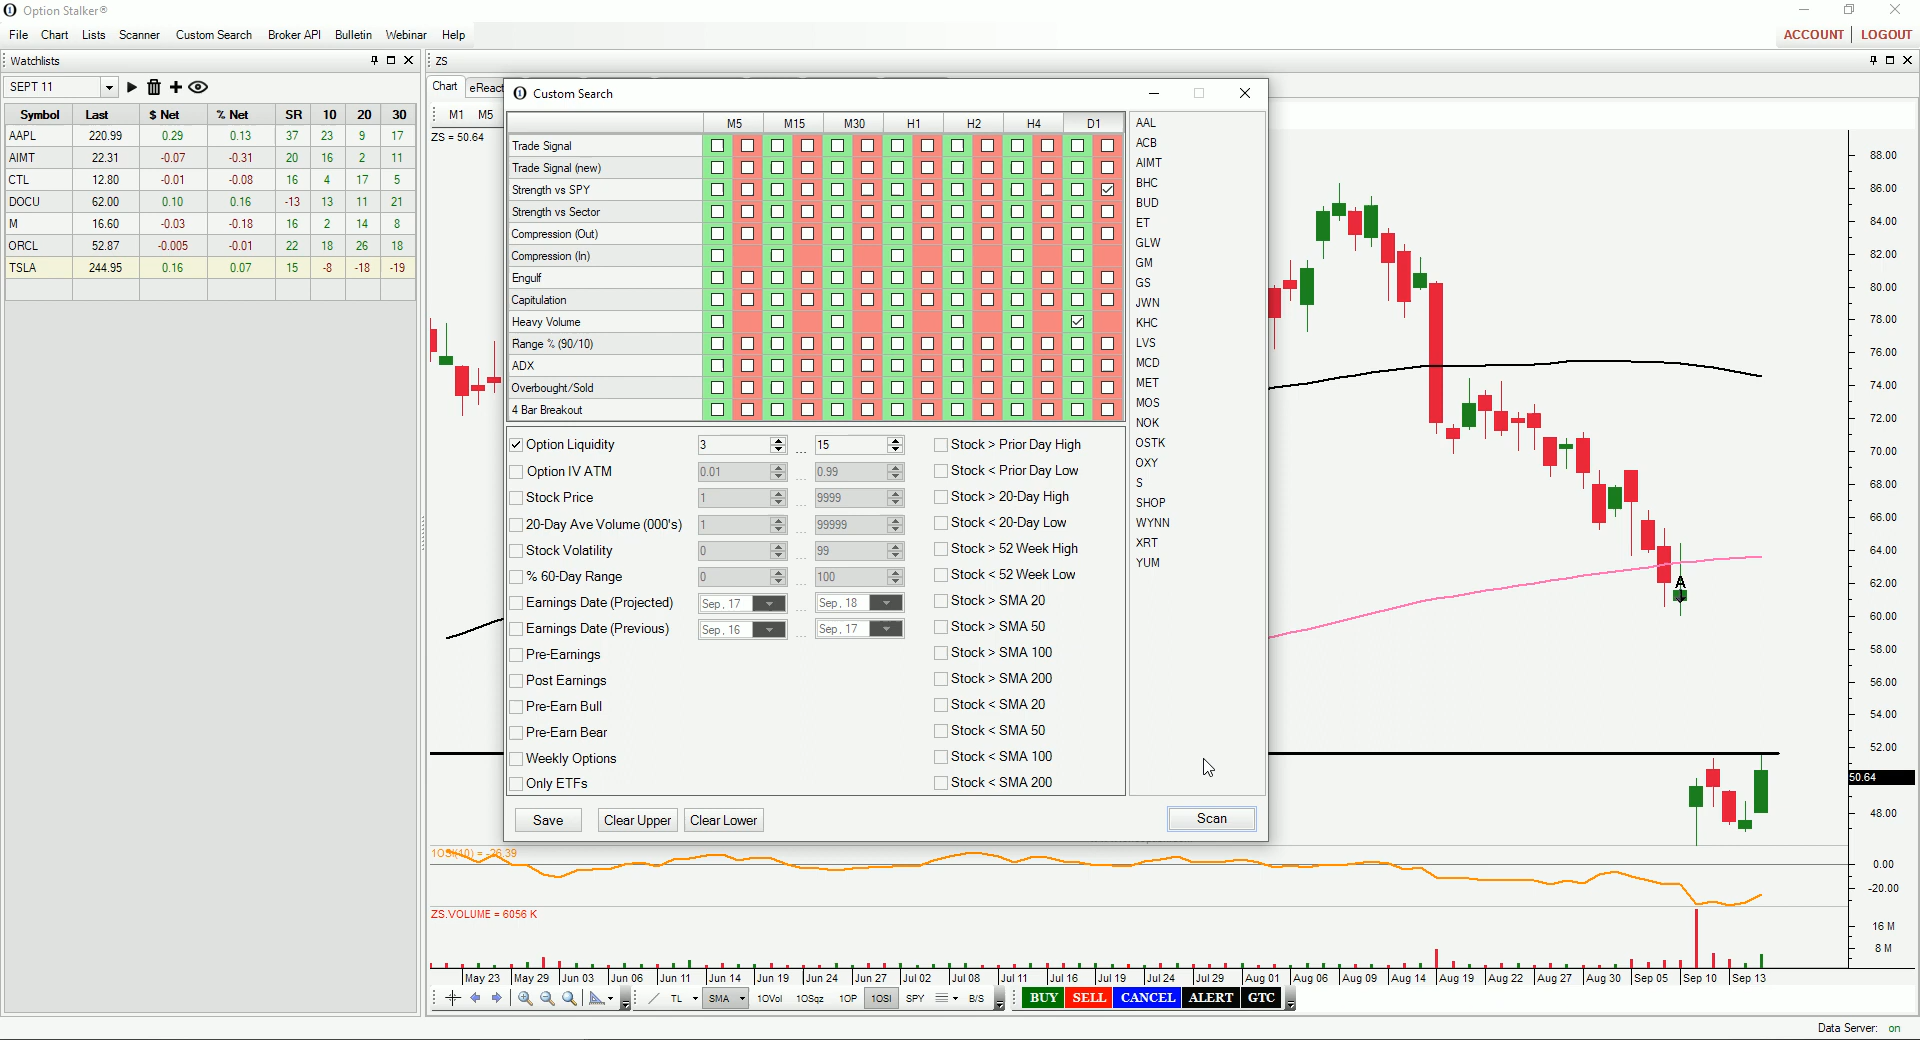 Option Stalker®
File Chart Lists Scanner Custom Search Broker API Bulletin Webinar Help
ACCOUNT LOGOUT
Watchlists
SEPT 11
Symbol Last $ Net % Net SR 10 20 30
AAPL 220.99 0.29 0.13 37 23 9 17
AIMT 22.31 -0.07 -0.31 20 16 2 11
CTL 12.80 -0.01 -0.08 16 4 17 5
DOCU 62.00 0.10 0.16 -13 13 11 21
M 16.60 -0.03 -0.18 16 2 14 8
ORCL 52.87 -0.005 -0.01 22 18 26 18
TSLA 244.95 0.16 0.07 15 -8 -18 -19
ZS
Chart eReact
M1 M5
ZS = 50.64
Custom Search
M5 M15 M30 H1 H2 H4 D1
Trade Signal
Trade Signal (new)
Strength vs SPY
Strength vs Sector
Compression (Out)
Compression (In)
Engulf
Capitulation
Heavy Volume
Range % (90/10)
ADX
Overbought/Sold
4 Bar Breakout
Option Liquidity 3 ... 15
Option IV ATM 0.01 ... 0.99
Stock Price 1 ... 9999
20-Day Ave Volume (000's) 1 ... 99999
Stock Volatility 0 ... 99
% 60-Day Range 0 ... 100
Earnings Date (Projected) Sep, 17 ... Sep, 18
Earnings Date (Previous) Sep, 16 ... Sep, 17
Pre-Earnings
Post Earnings
Pre-Earn Bull
Pre-Earn Bear
Weekly Options
Only ETFs
Stock > Prior Day High
Stock < Prior Day Low
Stock > 20-Day High
Stock < 20-Day Low
Stock > 52 Week High
Stock < 52 Week Low
Stock > SMA 20
Stock > SMA 50
Stock > SMA 100
Stock > SMA 200
Stock < SMA 20
Stock < SMA 50
Stock < SMA 100
Stock < SMA 200
AAL
ACB
AIMT
BHC
BUD
ET
GLW
GM
GS
JWN
KHC
LVS
MCD
MET
MOS
NOK
OSTK
OXY
S
SHOP
WYNN
XRT
YUM
Save Clear Upper Clear Lower Scan
88.00
86.00
84.00
82.00
80.00
78.00
76.00
74.00
72.00
70.00
68.00
66.00
64.00
62.00
60.00
58.00
56.00
54.00
52.00
50.64
48.00
A
1OSI(10) = -26.39
0.00
-20.00
ZS.VOLUME = 6056 K
16 M
8 M
May 23 May 29 Jun 03 Jun 06 Jun 11 Jun 14 Jun 19 Jun 24 Jun 27 Jul 02 Jul 08 Jul 11 Jul 16 Jul 19 Jul 24 Jul 29 Aug 01 Aug 06 Aug 09 Aug 14 Aug 19 Aug 22 Aug 27 Aug 30 Sep 05 Sep 10 Sep 13
TL SMA 1OVol 1OSqz 1OP 1OSI SPY B/S BUY SELL CANCEL ALERT GTC
Data Server: on